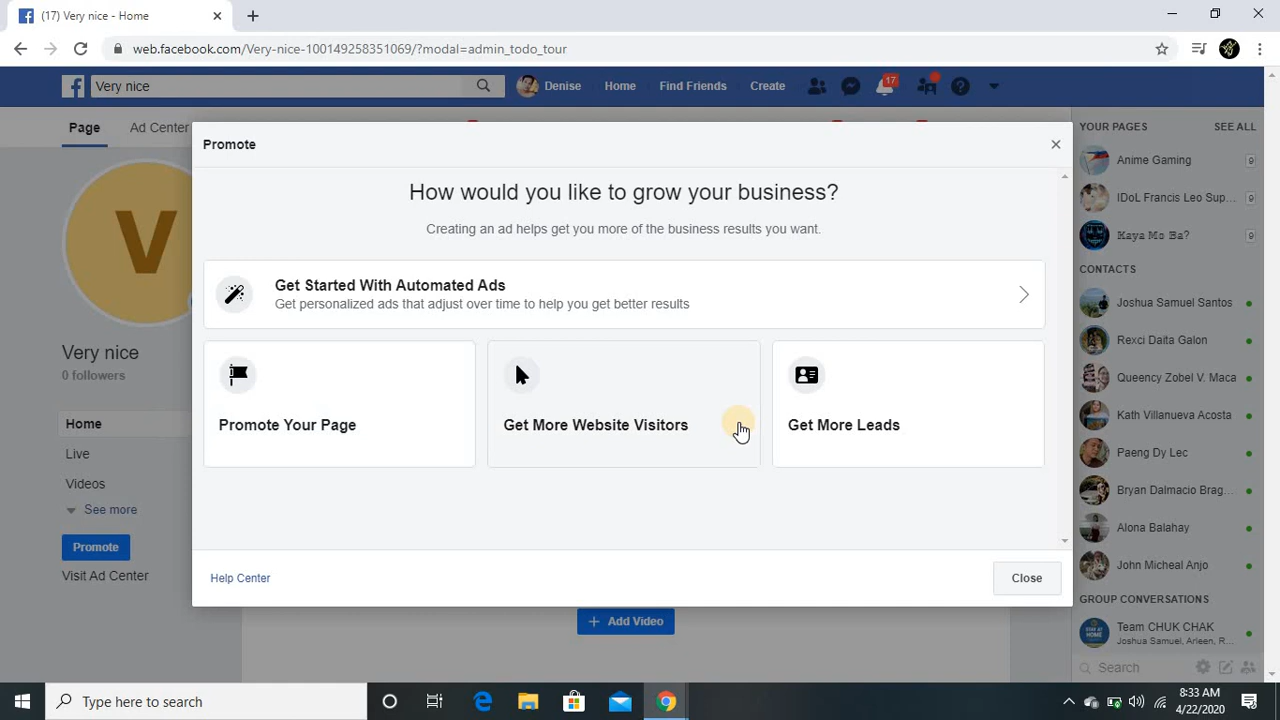 (17) Very nice - Home
web.facebook.com/Very-nice-100149258351069/?modal=admin_todo_tour
Very nice
Denise
Home
Find Friends
Create
17
Page
Ad Center
Promote
How would you like to grow your business?
Creating an ad helps get you more of the business results you want.
Get Started With Automated Ads
Get personalized ads that adjust over time to help you get better results
Promote Your Page
Get More Website Visitors
Get More Leads
Help Center
Close
V
Very nice
0 followers
Home
Live
Videos
See more
Promote
Visit Ad Center
Add Video
YOUR PAGES
SEE ALL
Anime Gaming
9
IDoL Francis Leo Sup...
9
𝕂𝕒𝕪𝕒 𝕄𝕠 𝔹𝕒?
9
CONTACTS
Joshua Samuel Santos
Rexci Daita Galon
Queency Zobel V. Maca
Kath Villanueva Acosta
Paeng Dy Lec
Bryan Dalmacio Brag...
Alona Balahay
John Micheal Anjo
GROUP CONVERSATIONS
Team CHUK CHAK
Joshua Samuel, Arleen, R...
Search
Type here to search
8:33 AM
4/22/2020